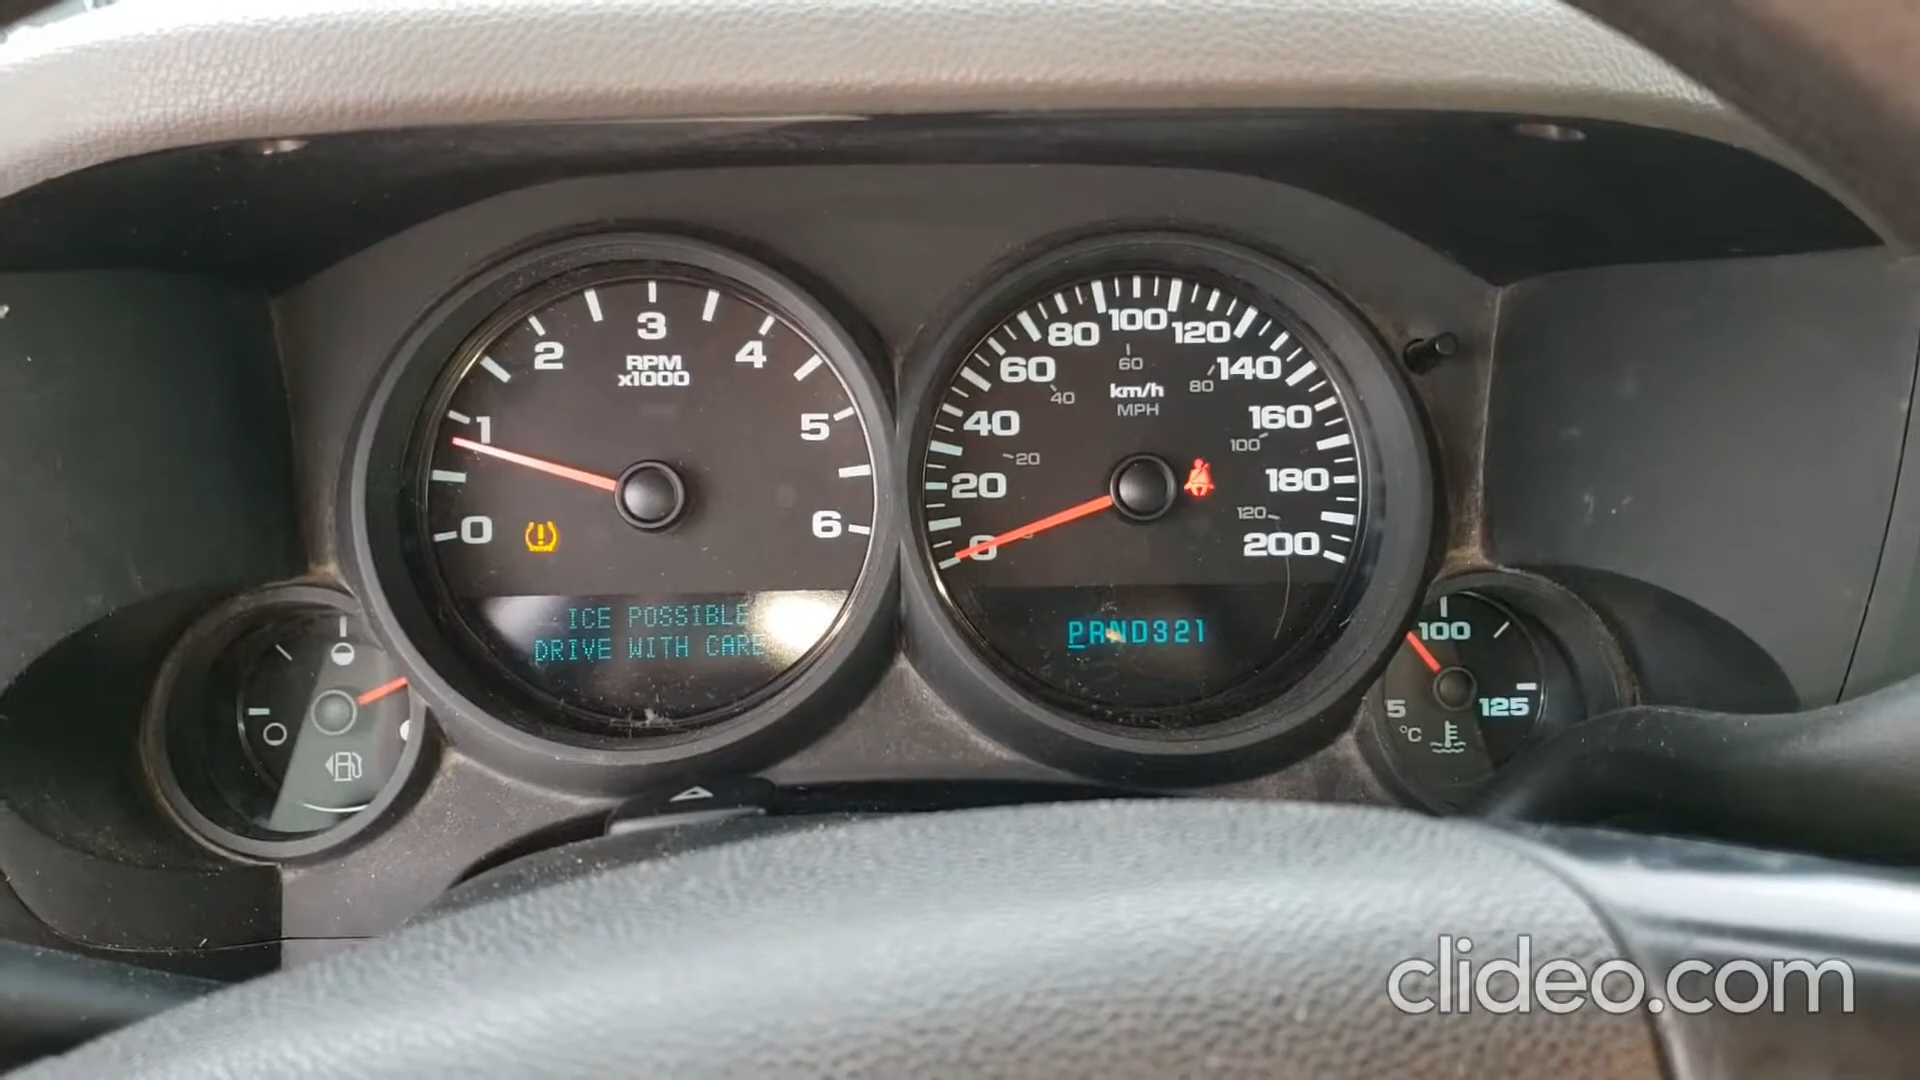 0 1 2 3 4 5 6
RPM
x1000
ICE POSSIBLE
DRIVE WITH CARE
0 20 40 60 80 100 120 140 160 180 200
20 40 60 80 100 120
km/h
MPH
PRND321
100
125
°C
clideo.com